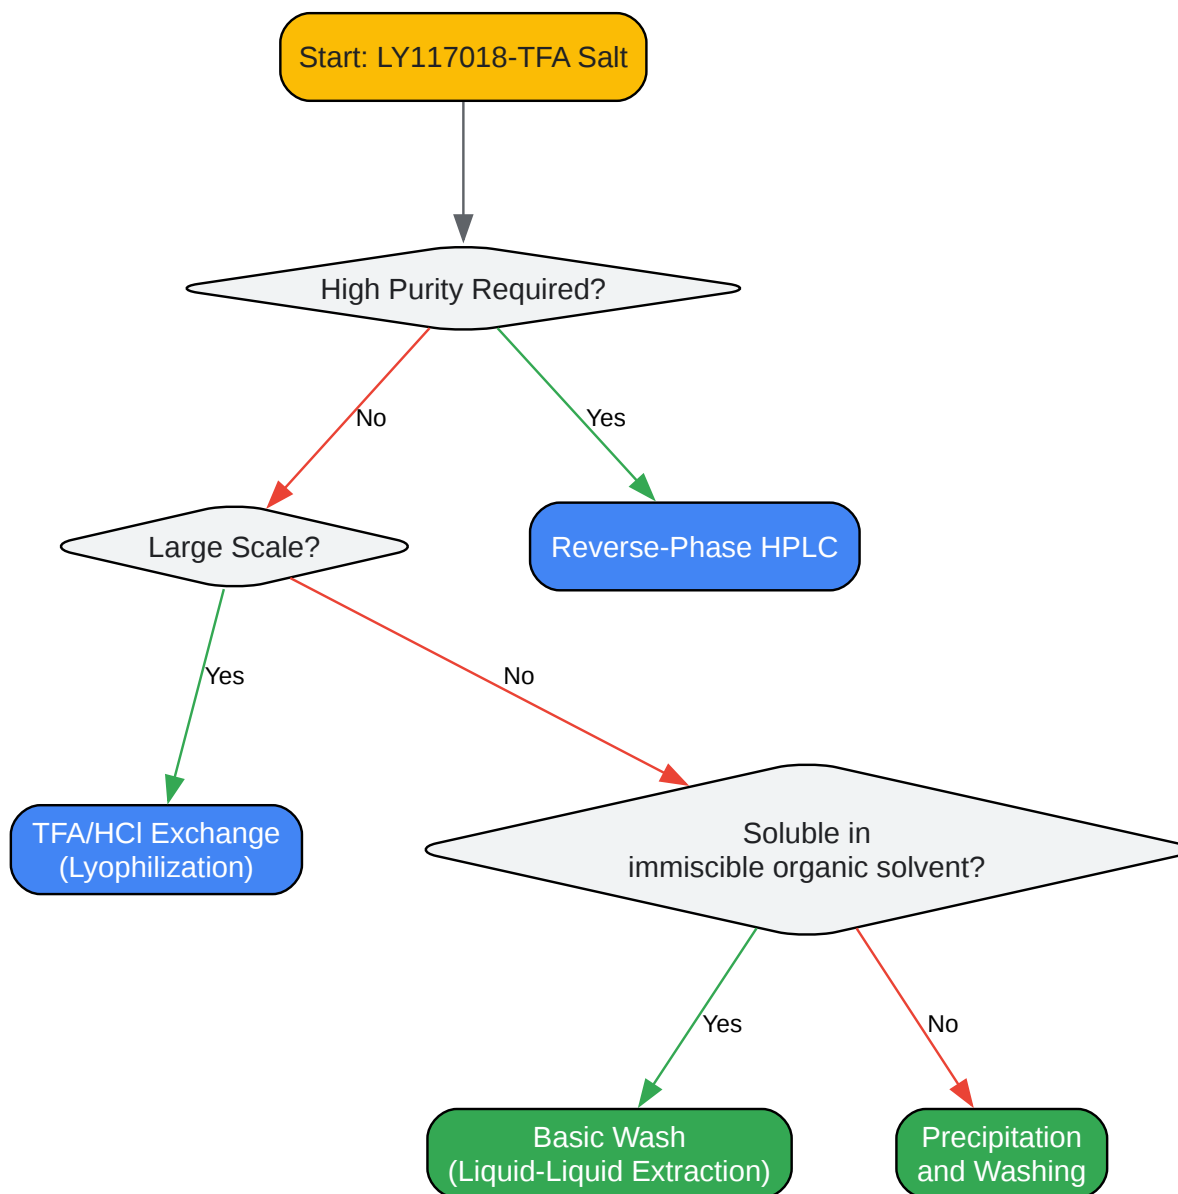 Start: LY117018-TFA Salt
High Purity Required?
No
Yes
Large Scale?
Reverse-Phase HPLC
Yes
No
TFA/HCl Exchange
(Lyophilization)
Soluble in
immiscible organic solvent?
Yes
No
Basic Wash
(Liquid-Liquid Extraction)
Precipitation
and Washing